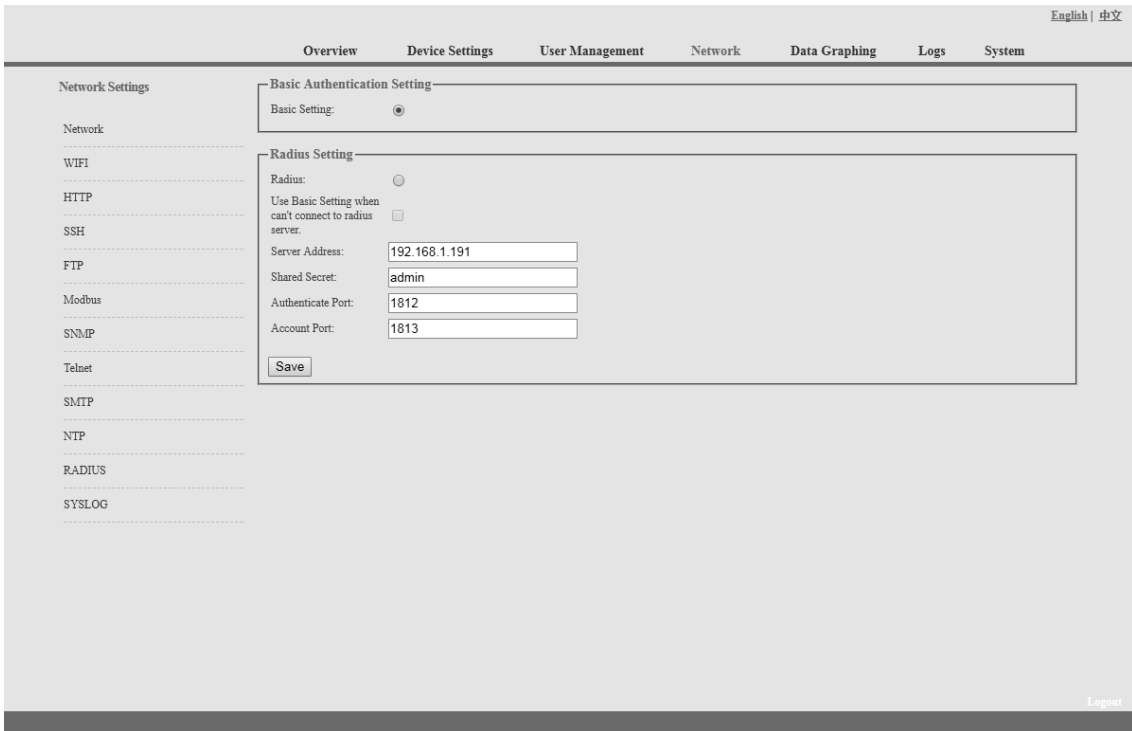 English | 中文
Overview Device Settings User Management Network Data Graphing Logs System
Network Settings
Network
WIFI
HTTP
SSH
FTP
Modbus
SNMP
Telnet
SMTP
NTP
RADIUS
SYSLOG
Basic Authentication Setting
Basic Setting:
Radius Setting
Radius:
Use Basic Setting when
can't connect to radius
server.
Server Address: 192.168.1.191
Shared Secret: admin
Authenticate Port: 1812
Account Port: 1813
Save
Logout